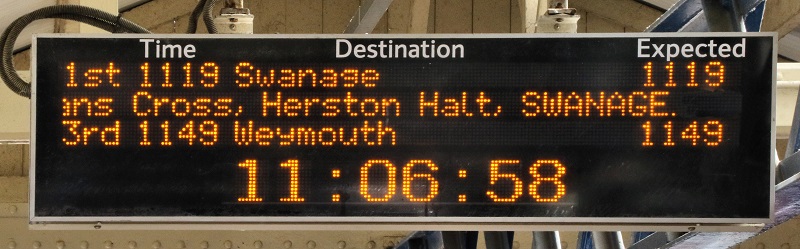 Time Destination Expected
1st 1119 Swanage 1119
ns Cross, Herston Halt, SWANAGE.
3rd 1149 Weymouth 1149
11:06:58